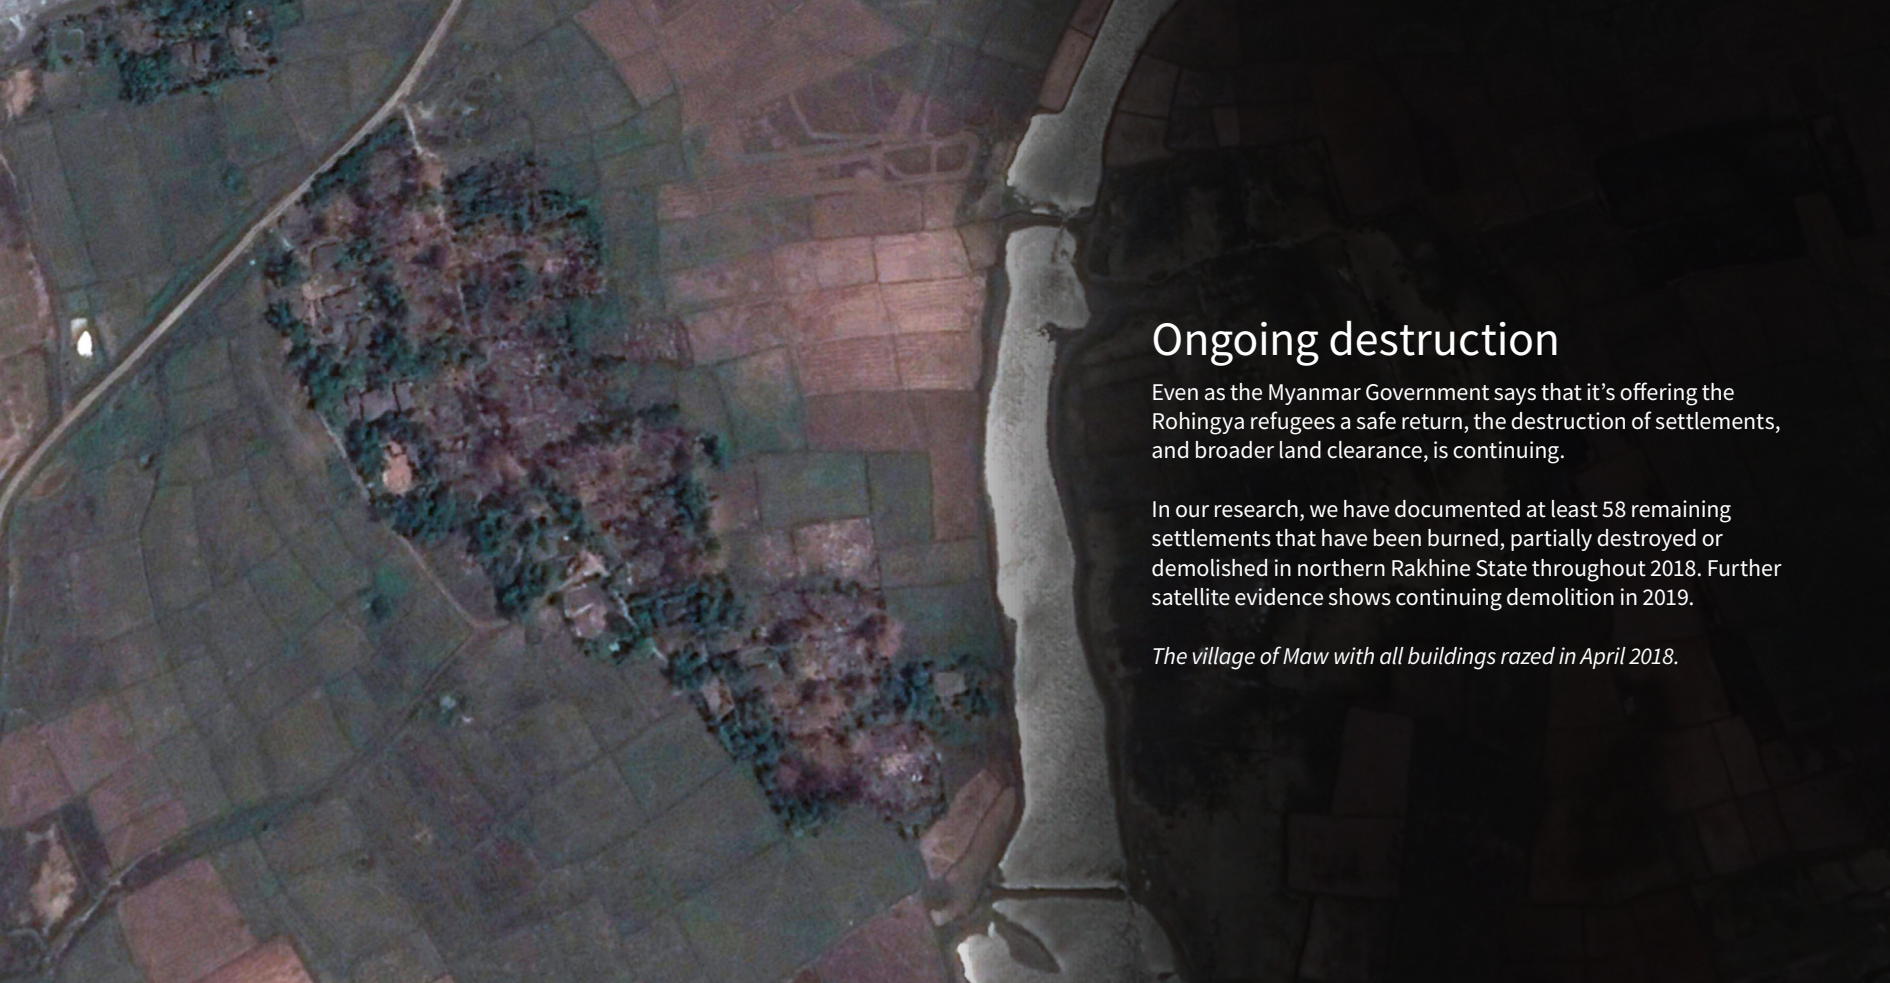 Ongoing destruction
Even as the Myanmar Government says that it’s offering the
Rohingya refugees a safe return, the destruction of settlements,
and broader land clearance, is continuing.
In our research, we have documented at least 58 remaining
settlements that have been burned, partially destroyed or
demolished in northern Rakhine State throughout 2018. Further
satellite evidence shows continuing demolition in 2019.
The village of Maw with all buildings razed in April 2018.